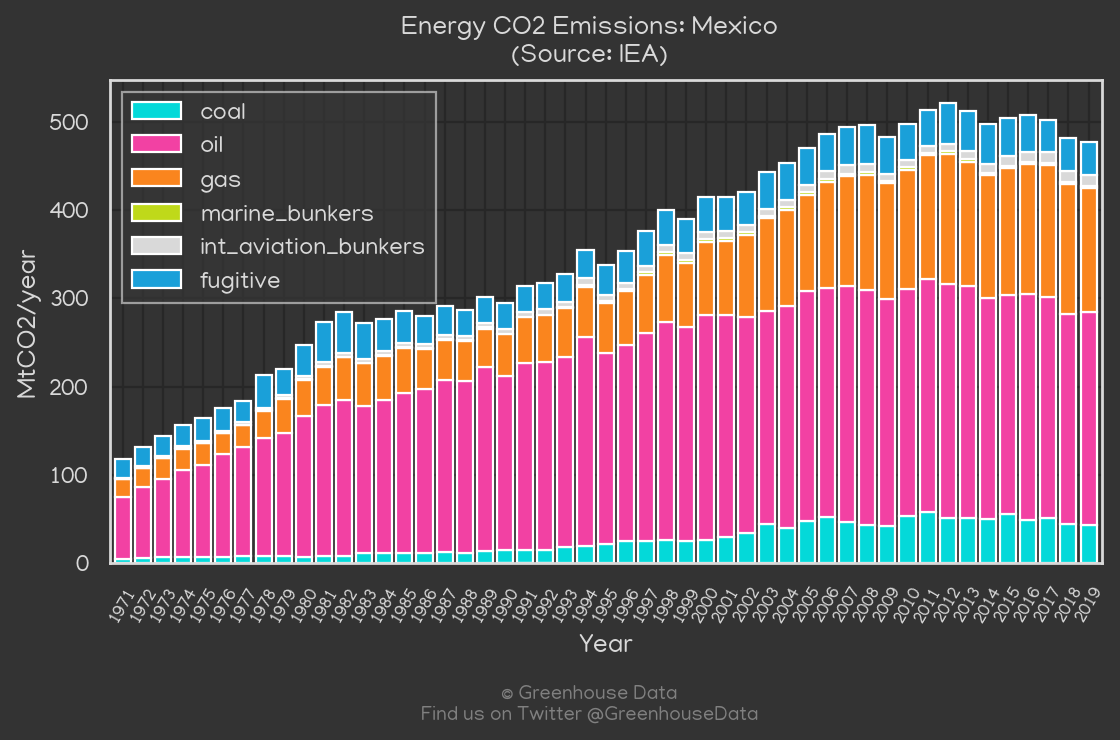 Energy CO2 Emissions: Mexico
(Source: IEA)
coal
oil
gas
marine_bunkers
int_aviation_bunkers
fugitive
MtCO2/year
500
400
300
200
100
0
1971 1972 1973 1974 1975 1976 1977 1978 1979 1980 1981 1982 1983 1984 1985 1986 1987 1988 1989 1990 1991 1992 1993 1994 1995 1996 1997 1998 1999 2000 2001 2002 2003 2004 2005 2006 2007 2008 2009 2010 2011 2012 2013 2014 2015 2016 2017 2018 2019
Year
© Greenhouse Data
Find us on Twitter @GreenhouseData